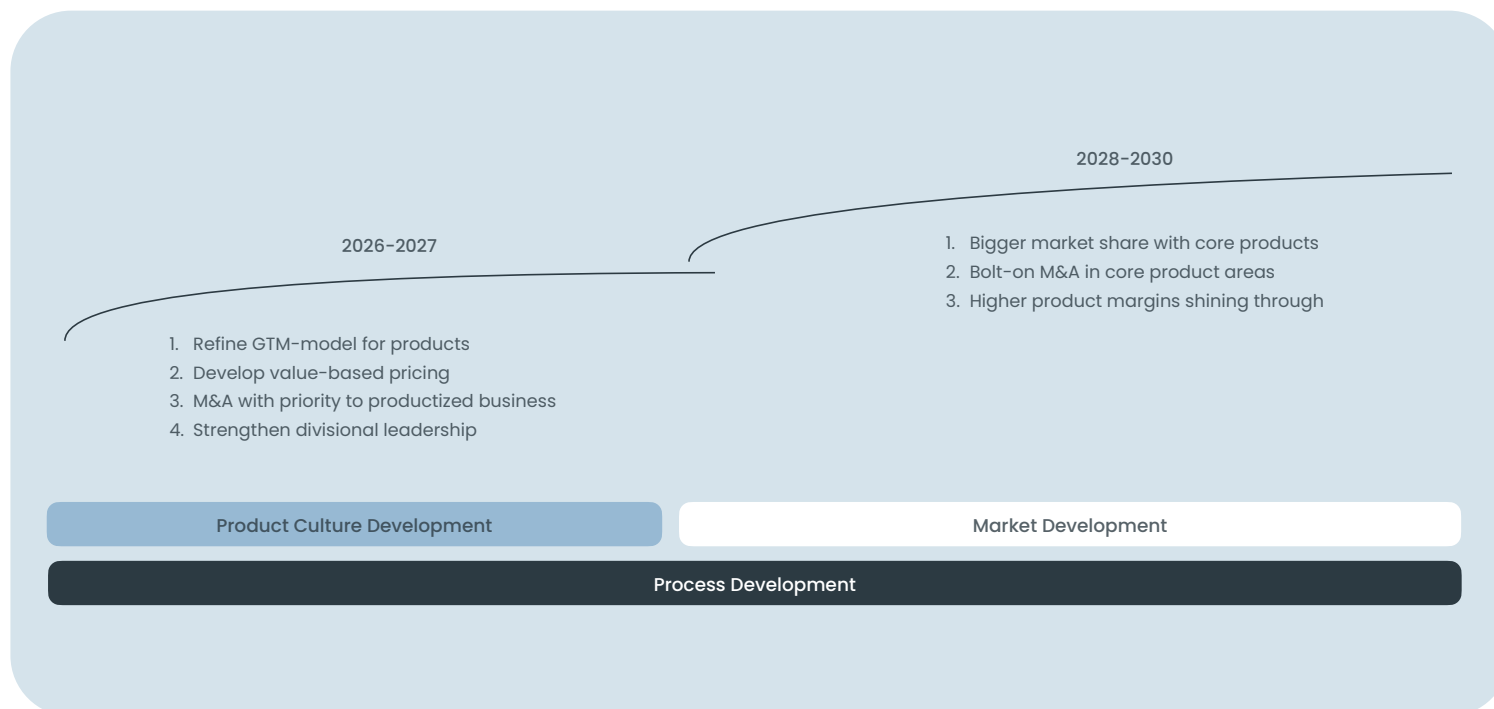 2028-2030
1. Bigger market share with core products
2. Bolt-on M&A in core product areas
3. Higher product margins shining through
2026-2027
1. Refine GTM-model for products
2. Develop value-based pricing
3. M&A with priority to productized business
4. Strengthen divisional leadership
Product Culture Development
Market Development
Process Development